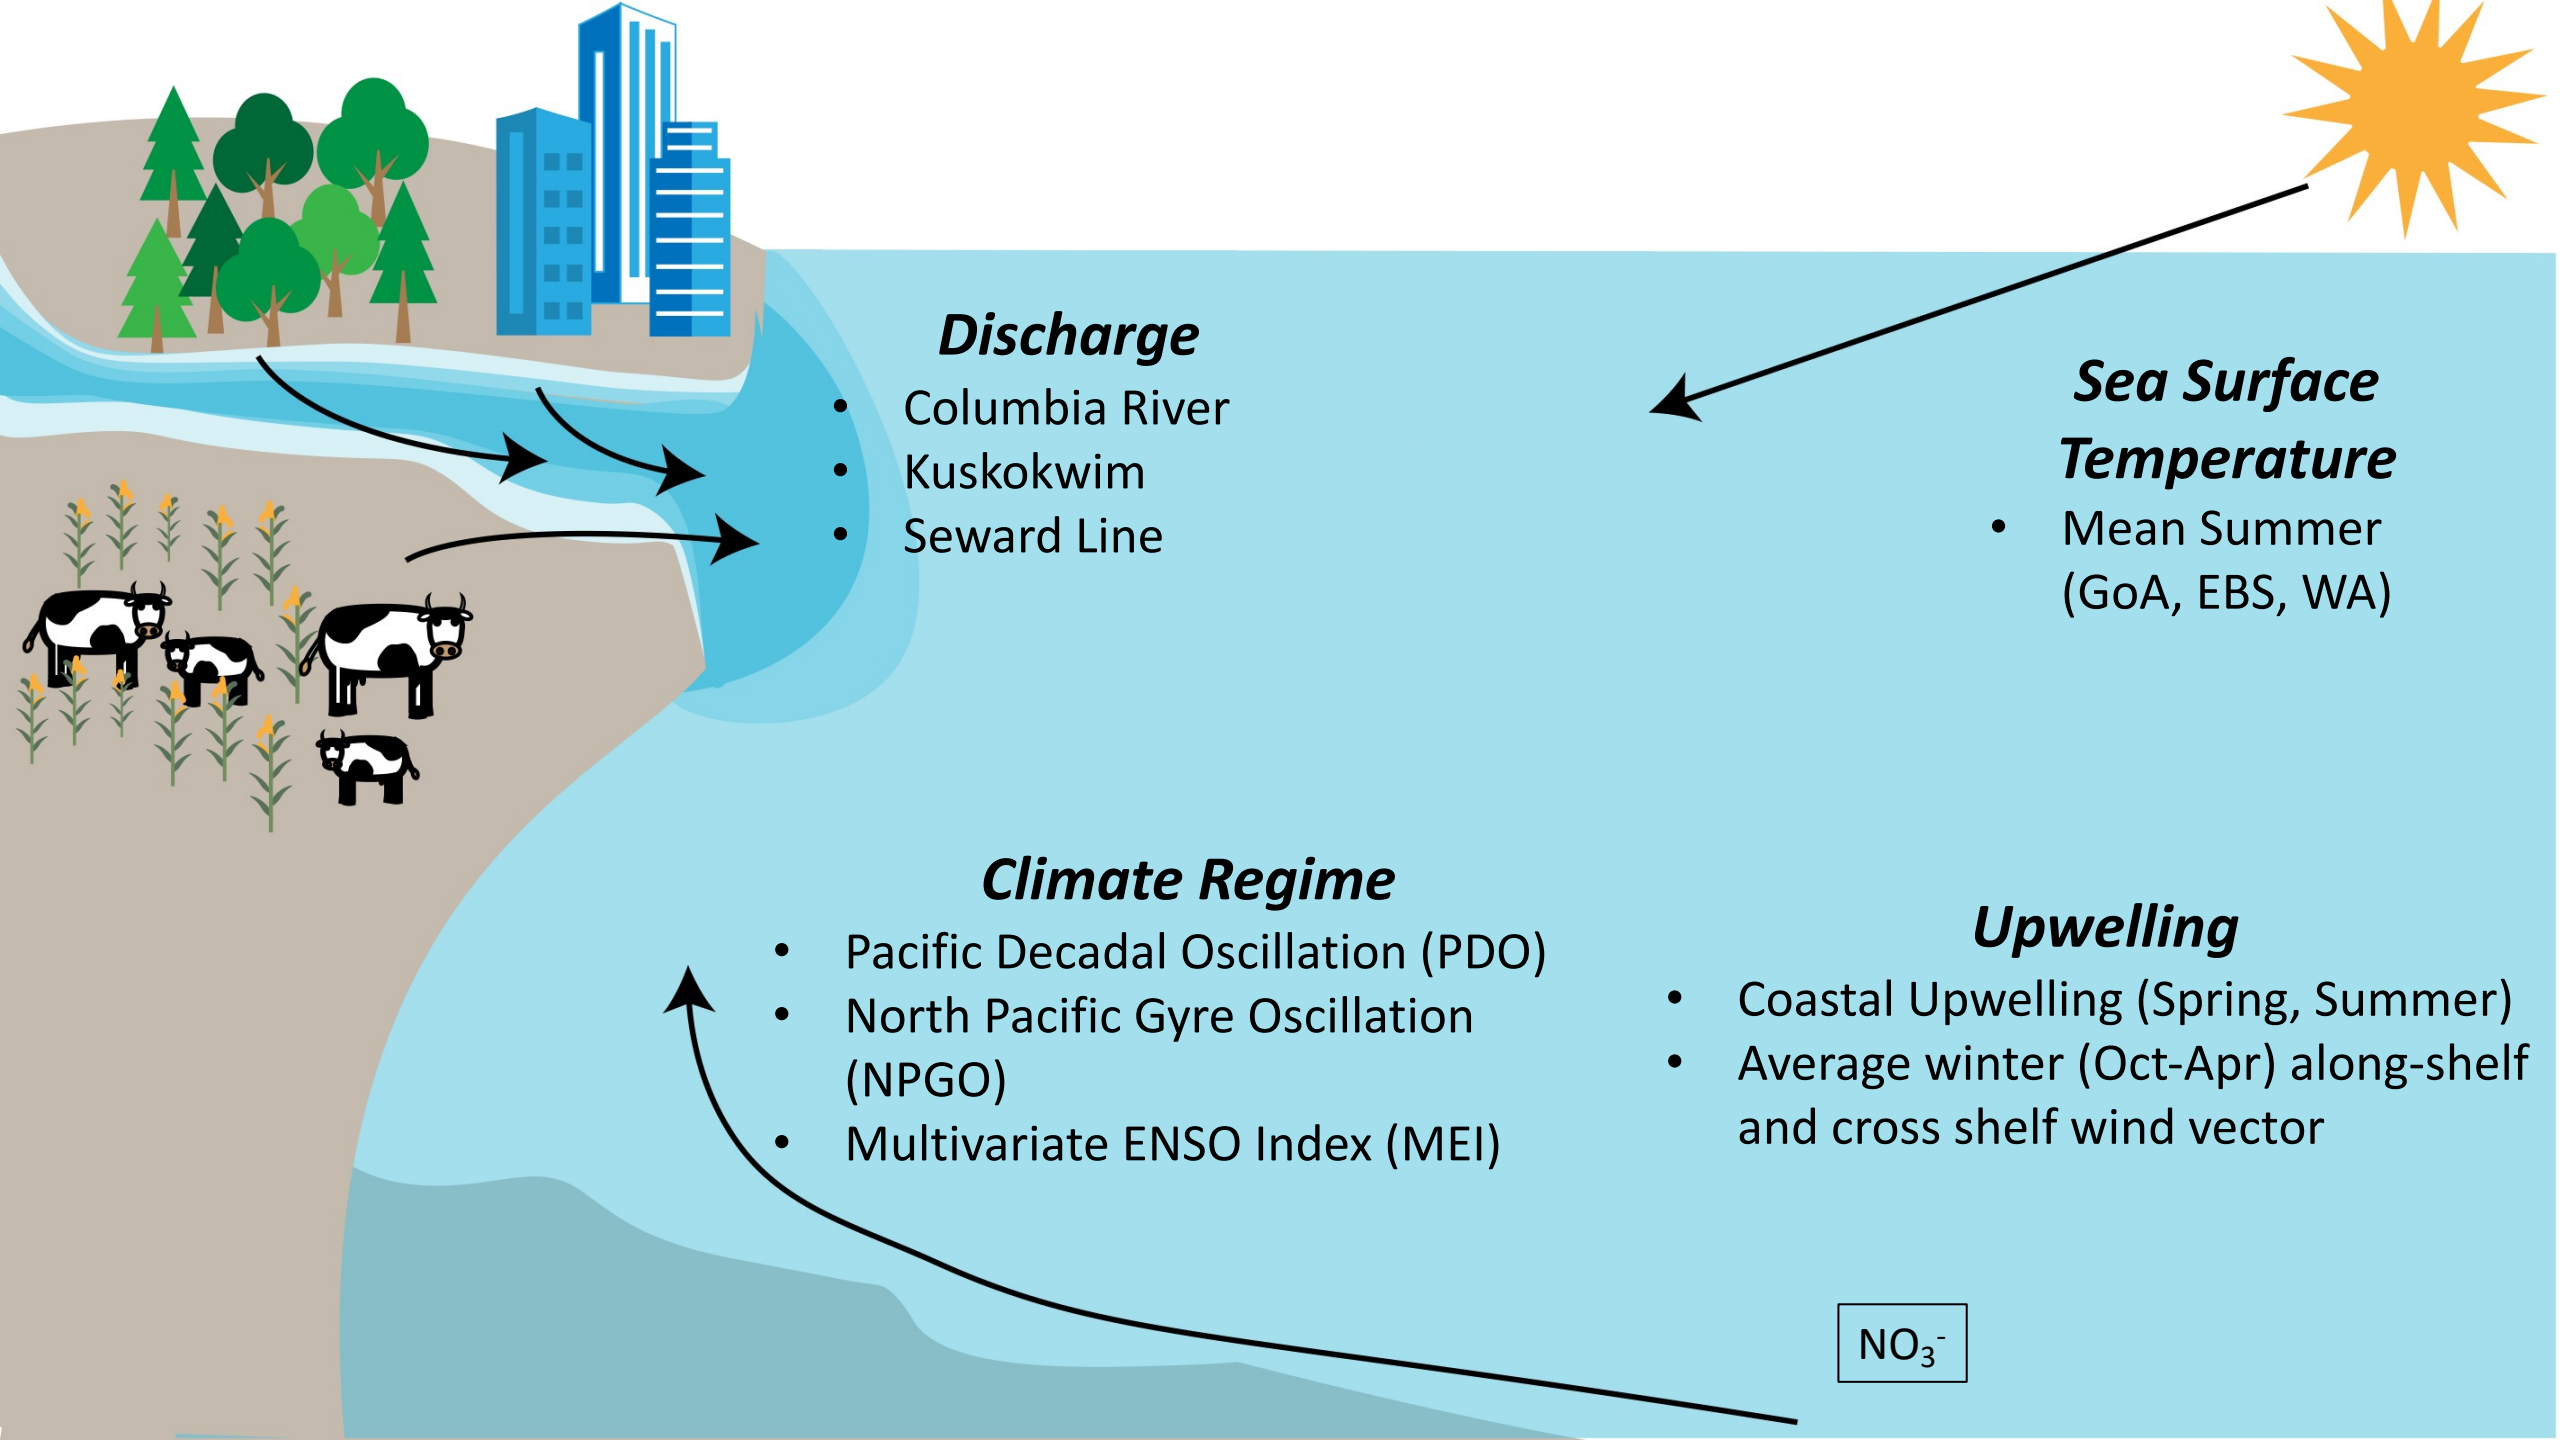 Discharge
• Columbia River
• Kuskokwim
• Seward Line
Sea Surface
Temperature
• Mean Summer
(GoA, EBS, WA)
Climate Regime
• Pacific Decadal Oscillation (PDO)
• North Pacific Gyre Oscillation
(NPGO)
• Multivariate ENSO Index (MEI)
Upwelling
• Coastal Upwelling (Spring, Summer)
• Average winter (Oct-Apr) along-shelf
and cross shelf wind vector
NO₃⁻